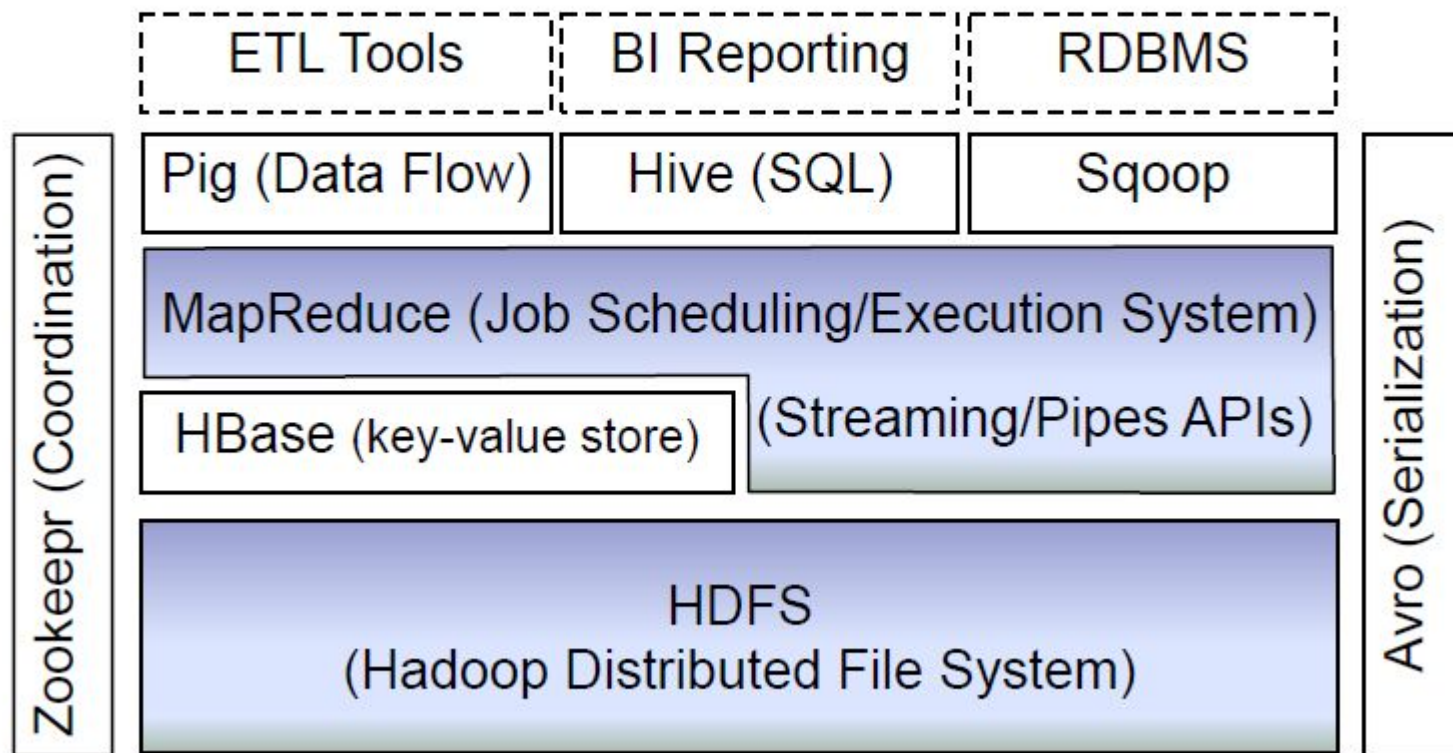 ETL Tools
BI Reporting
RDBMS
Zookeepr (Coordination)
Pig (Data Flow)
Hive (SQL)
Sqoop
Avro (Serialization)
MapReduce (Job Scheduling/Execution System)
HBase (key-value store)
(Streaming/Pipes APIs)
HDFS
(Hadoop Distributed File System)